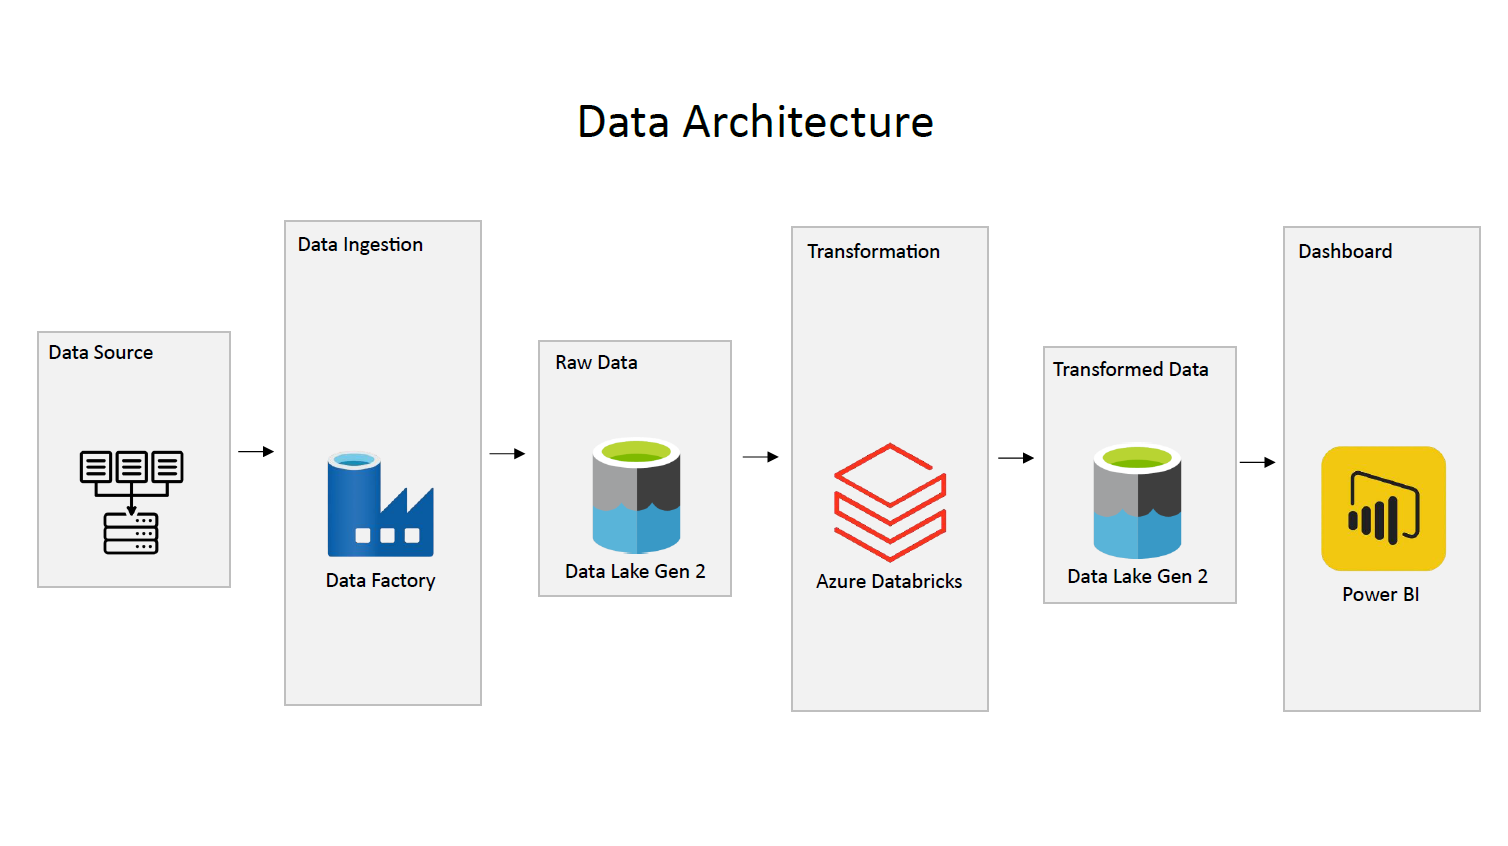 Data Architecture
Data Source
Data Ingestion
Data Factory
Raw Data
Data Lake Gen 2
Transformation
Azure Databricks
Transformed Data
Data Lake Gen 2
Dashboard
Power BI